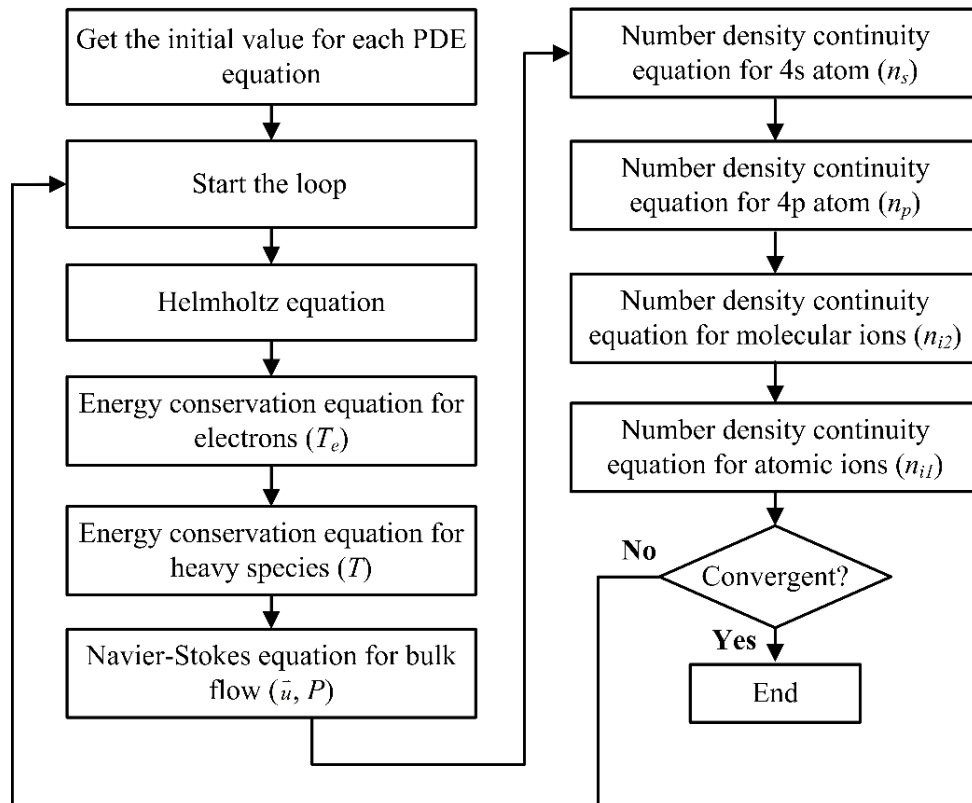 Get the initial value for each PDE
equation
Start the loop
Helmholtz equation
Energy conservation equation for
electrons (Te)
Energy conservation equation for
heavy species (T)
Navier-Stokes equation for bulk
flow (u⃗, P)
Number density continuity
equation for 4s atom (ns)
Number density continuity
equation for 4p atom (np)
Number density continuity
equation for molecular ions (ni2)
Number density continuity
equation for atomic ions (ni1)
No
Convergent?
Yes
End